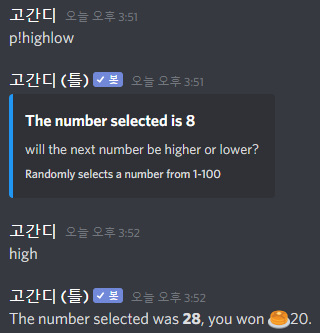 고간디 오늘 오후 3:51
p!highlow
고간디 (틀) ✓ 봇 오늘 오후 3:51
The number selected is 8
will the next number be higher or lower?
Randomly selects a number from 1-100
고간디 오늘 오후 3:52
high
고간디 (틀) ✓ 봇 오늘 오후 3:52
The number selected was 28, you won 🥞20.